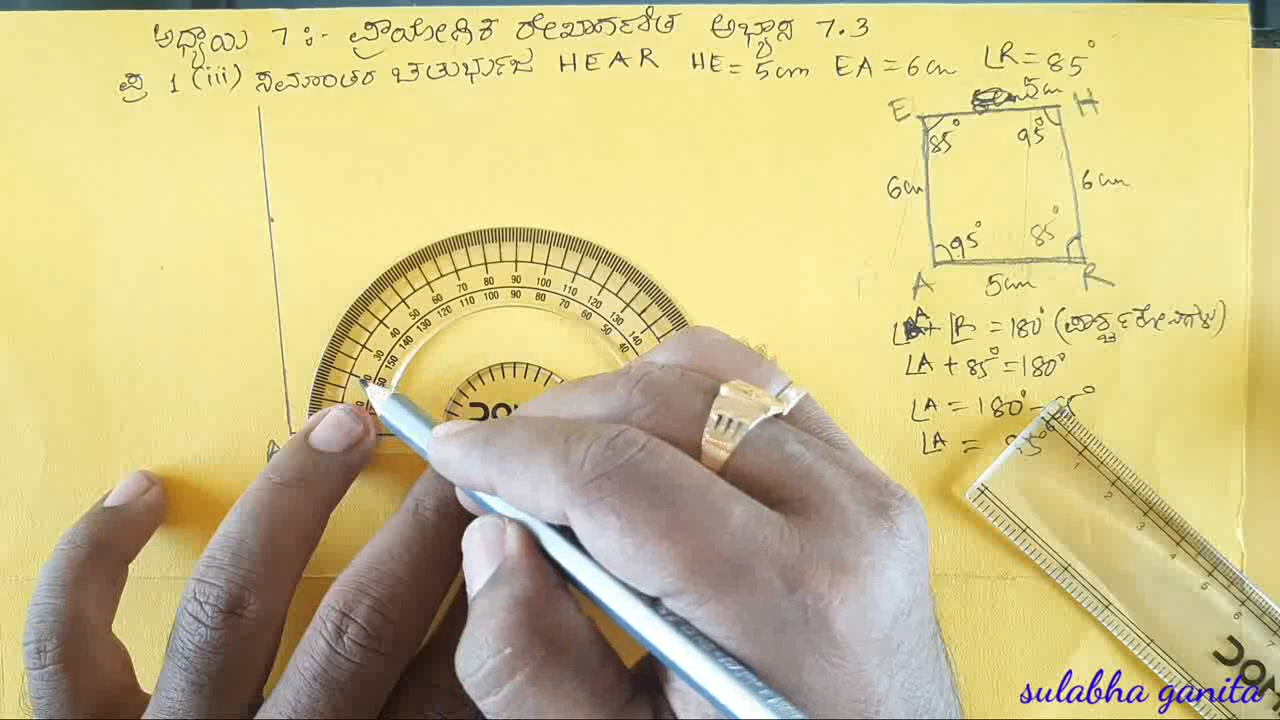 ಅಧ್ಯಾಯ 7:- ಪ್ರಾಯೋಗಿಕ ರೇಖಾಗಣಿತ ಅಭ್ಯಾಸ 7.3
ಪ್ರ 1 (iii) ಸಮಾಂತರ ಚತುರ್ಭುಜ HEAR HE = 5cm EA = 6cm ∠R = 85°
5cm
E H
85° 95°
6cm 6cm
95° 85°
A 5cm R
∠A + ∠R = 180°
∠A + 85° = 180°
∠A = 180°
∠A =
A
sulabha ganita